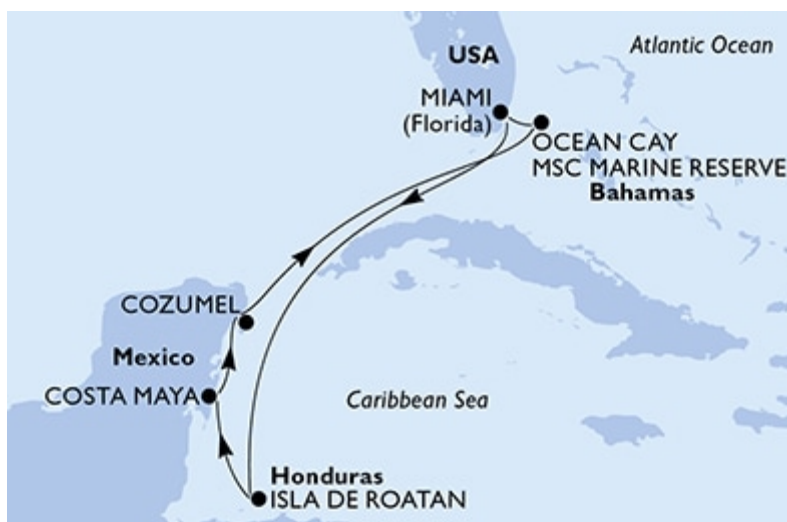 Atlantic Ocean
USA
MIAMI
(Florida)
OCEAN CAY
MSC MARINE RESERVE
Bahamas
COZUMEL
Mexico
COSTA MAYA
Caribbean Sea
Honduras
ISLA DE ROATAN